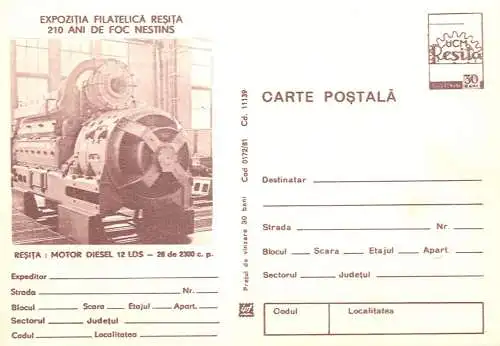 EXPOZIȚIA FILATELICĂ REȘIȚA
210 ANI DE FOC NESTINS
REȘIȚA : MOTOR DIESEL 12 LDS — 28 de 2300 c. p.
Expeditor
Strada Nr.
Blocul Scara Etajul Apart.
Sectorul Județul
Codul Localitatea
Prețul de vînzare 30 bani Cod 0172/81 Cd. 11139
UCM
Reșița
30
CARTE POȘTALĂ
Destinatar
Strada Nr.
Blocul Scara Etajul Apart.
Sectorul Județul
Codul Localitatea